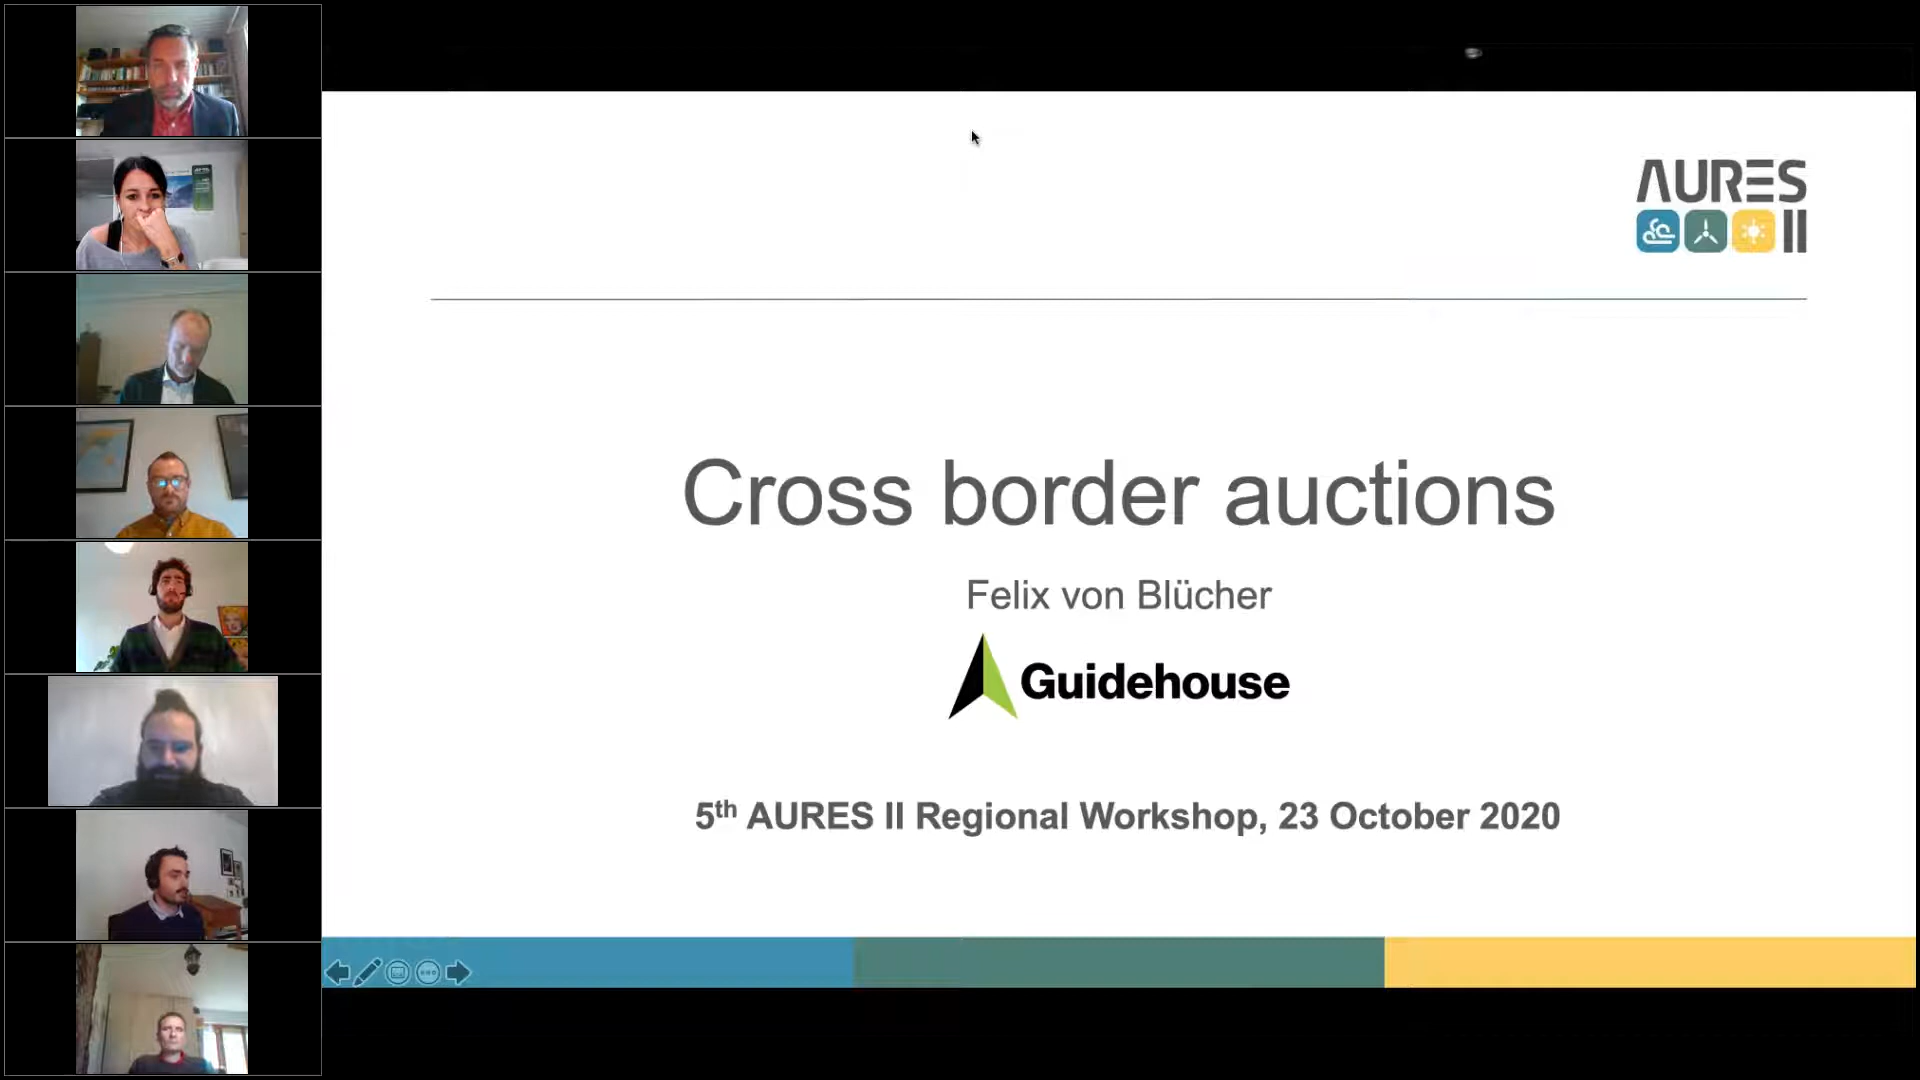 AURES
II
Cross border auctions
Felix von Blücher
Guidehouse
5th AURES II Regional Workshop, 23 October 2020